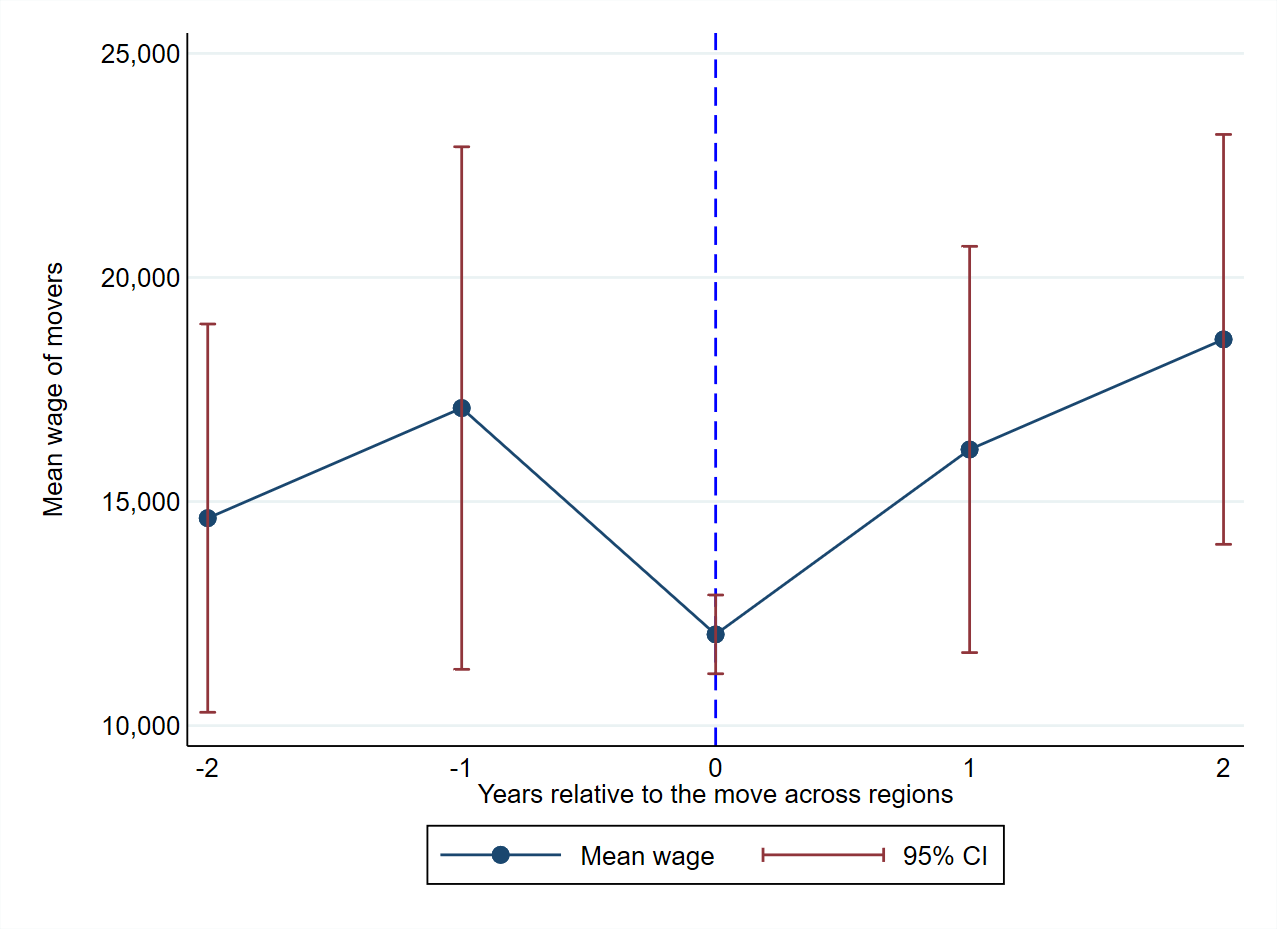 25,000
20,000
15,000
10,000
Mean wage of movers
-2 -1 0 1 2
Years relative to the move across regions
Mean wage 95% CI